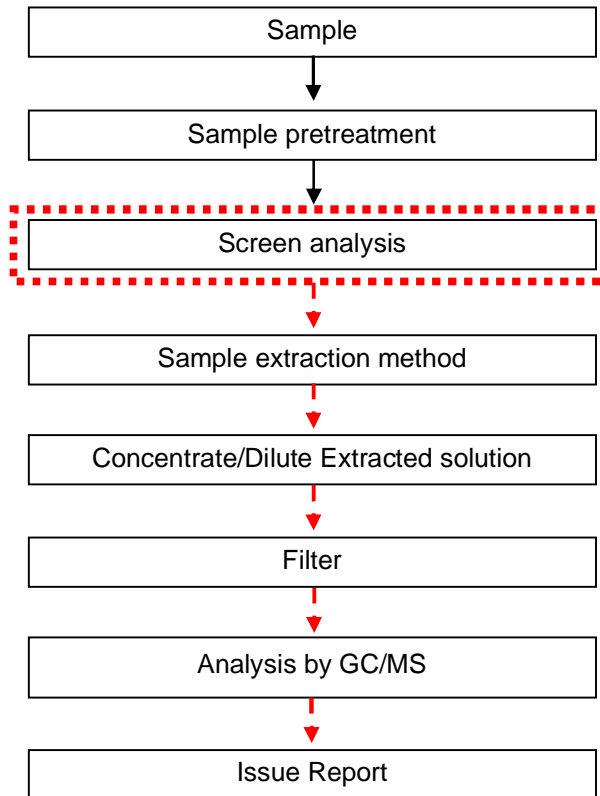 Sample
Sample pretreatment
Screen analysis
Sample extraction method
Concentrate/Dilute Extracted solution
Filter
Analysis by GC/MS
Issue Report